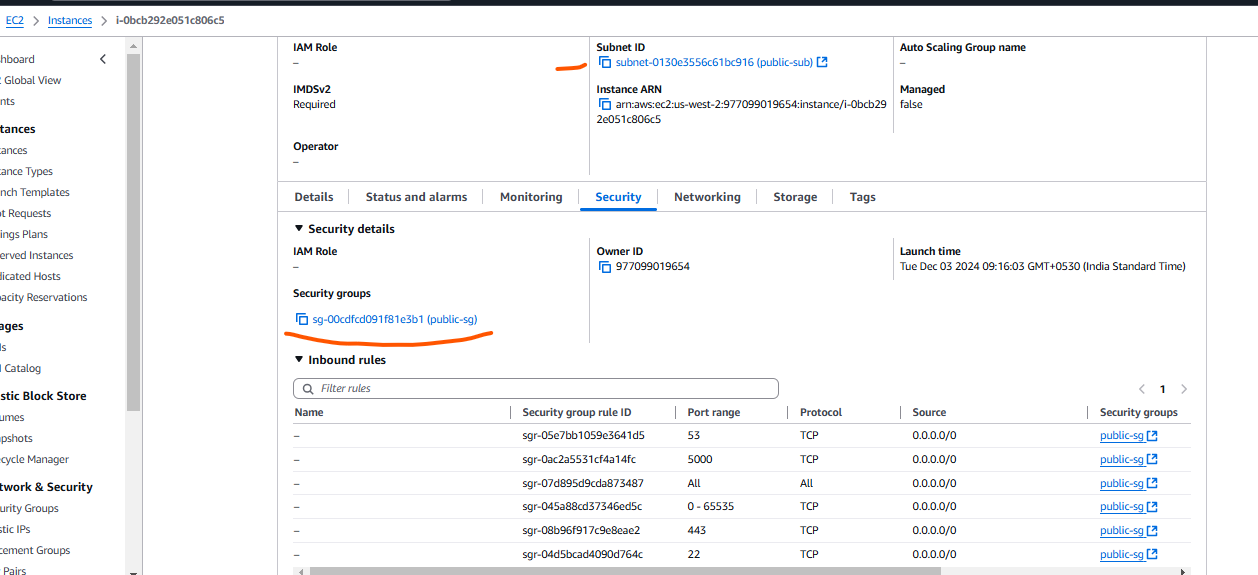 EC2 > Instances > i-0bcb292e051c806c5
shboard
Global View
nts
tances
ances
ance Types
nch Templates
ot Requests
ings Plans
erved Instances
dicated Hosts
pacity Reservations
ages
Is
I Catalog
stic Block Store
umes
apshots
ecycle Manager
twork & Security
urity Groups
stic IPs
cement Groups
Pairs
IAM Role
–
Subnet ID
subnet-0130e3556c61bc916 (public-sub)
Auto Scaling Group name
–
IMDSv2
Required
Instance ARN
arn:aws:ec2:us-west-2:977099019654:instance/i-0bcb29
2e051c806c5
Managed
false
Operator
–
Details Status and alarms Monitoring Security Networking Storage Tags
Security details
IAM Role
–
Owner ID
977099019654
Launch time
Tue Dec 03 2024 09:16:03 GMT+0530 (India Standard Time)
Security groups
sg-00cdfcd091f81e3b1 (public-sg)
Inbound rules
Filter rules
1
Name Security group rule ID Port range Protocol Source Security groups
– sgr-05e7bb1059e3641d5 53 TCP 0.0.0.0/0 public-sg
– sgr-0ac2a5531cf4a14fc 5000 TCP 0.0.0.0/0 public-sg
– sgr-07d895d9cda873487 All All 0.0.0.0/0 public-sg
– sgr-045a88cd37346ed5c 0 - 65535 TCP 0.0.0.0/0 public-sg
– sgr-08b96f917c9e8eae2 443 TCP 0.0.0.0/0 public-sg
– sgr-04d5bcad4090d764c 22 TCP 0.0.0.0/0 public-sg